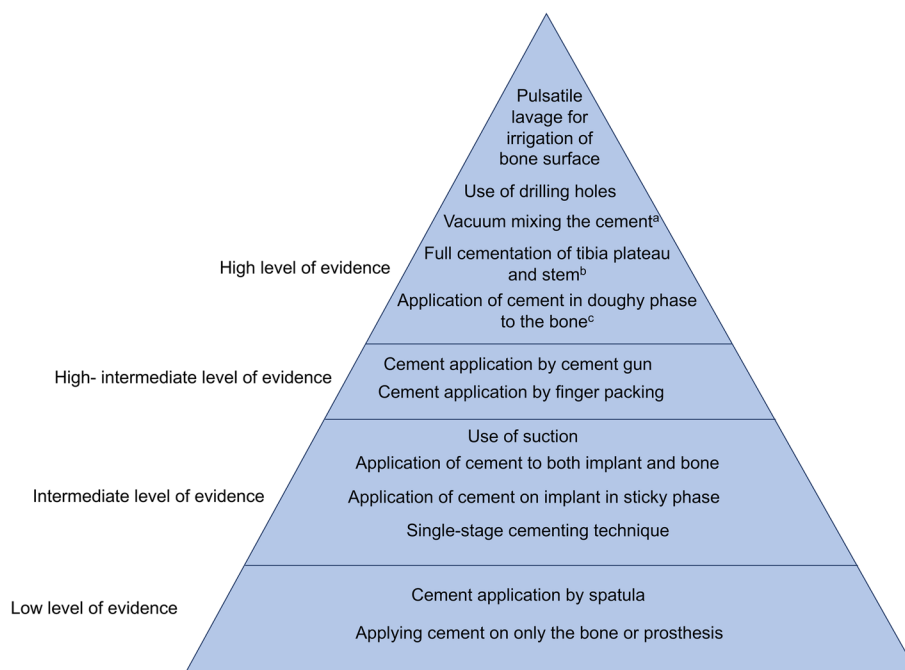 Pulsatile
lavage for
irrigation of
bone surface
Use of drilling holes
Vacuum mixing the cementᵃ
Full cementation of tibia plateau
and stemᵇ
High level of evidence
Application of cement in doughy phase
to the boneᶜ
Cement application by cement gun
High- intermediate level of evidence
Cement application by finger packing
Use of suction
Application of cement to both implant and bone
Intermediate level of evidence
Application of cement on implant in sticky phase
Single-stage cementing technique
Cement application by spatula
Low level of evidence
Applying cement on only the bone or prosthesis